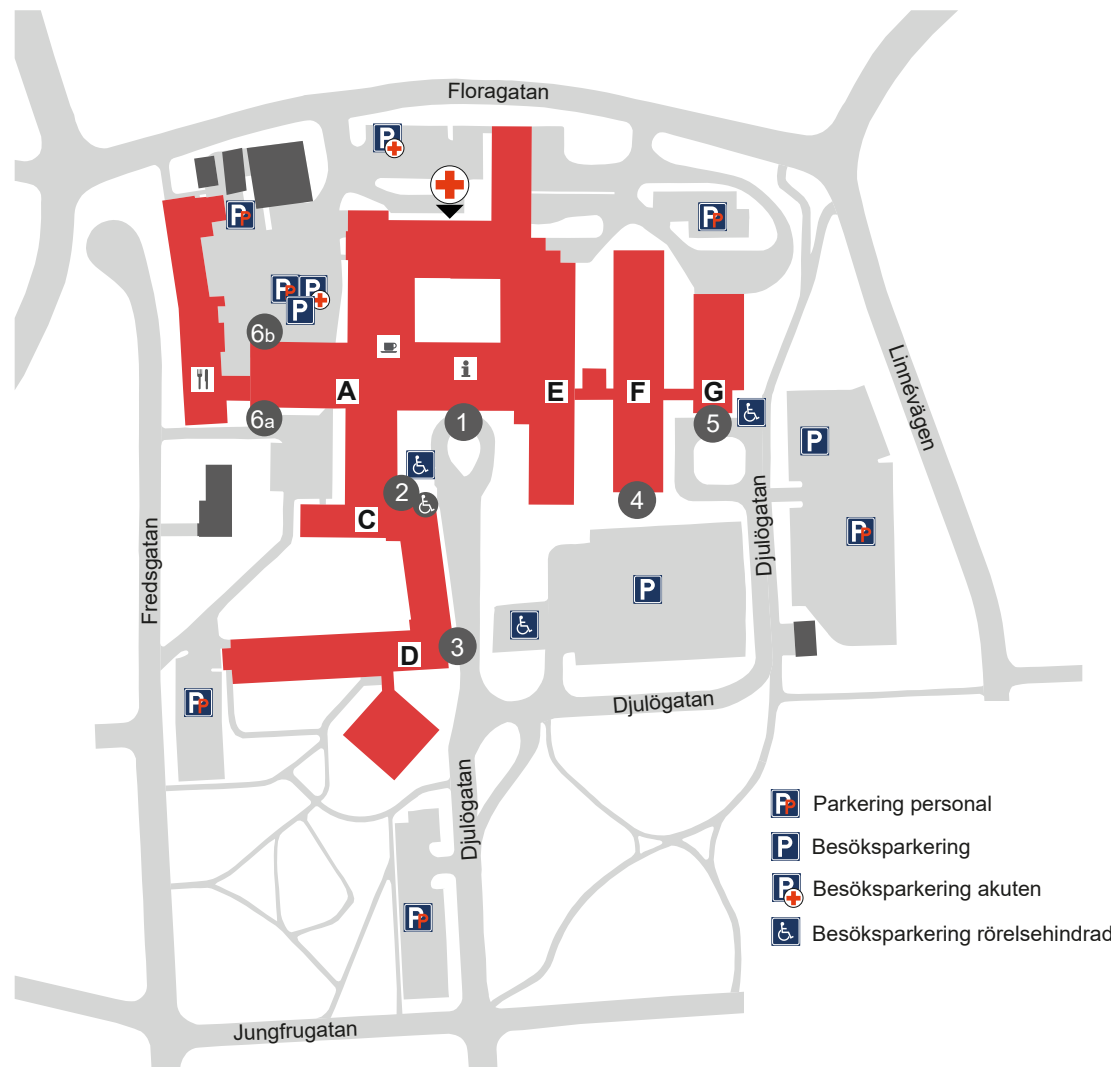 Floragatan
P
P
P
P
P
P
P
6b
Linnévägen
A
E
F
G
6a
1
5
P
2
4
C
P
Djulögatan
Fredsgatan
P
3
D
P
Djulögatan
Djulögatan
P
P Parkering personal
P Besöksparkering
P Besöksparkering akuten
Besöksparkering rörelsehindrad
Jungfrugatan